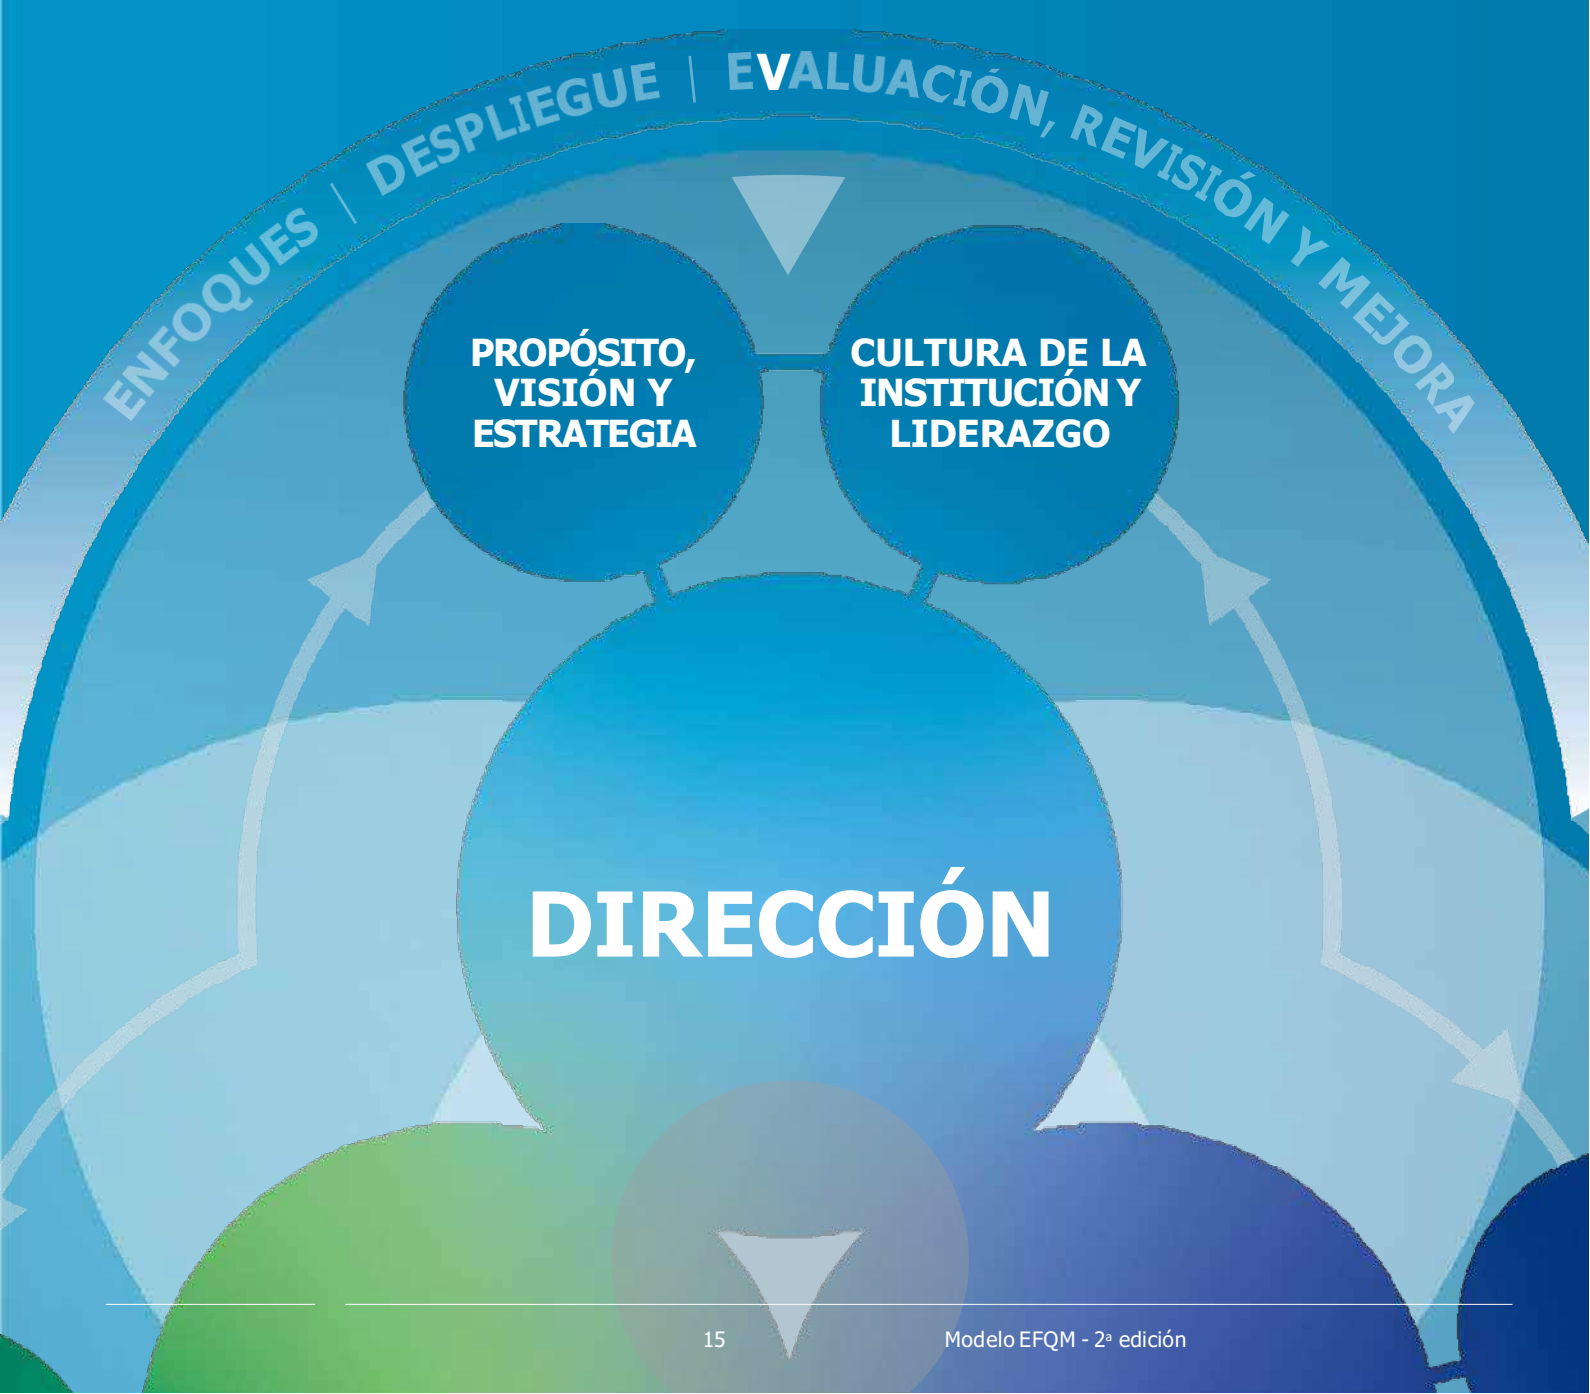 ENFOQUES | DESPLIEGUE | EVALUACIÓN, REVISIÓN Y MEJORA
PROPÓSITO,
VISIÓN Y
ESTRATEGIA
CULTURA DE LA
INSTITUCIÓN Y
LIDERAZGO
DIRECCIÓN
15 Modelo EFQM - 2ª edición